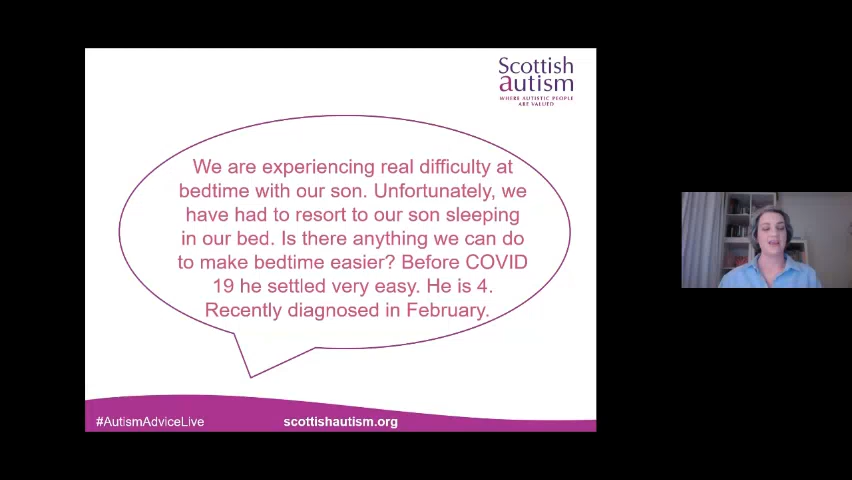 Scottish
autism
WHERE AUTISTIC PEOPLE
ARE VALUED
We are experiencing real difficulty at
bedtime with our son. Unfortunately, we
have had to resort to our son sleeping
in our bed. Is there anything we can do
to make bedtime easier? Before COVID
19 he settled very easy. He is 4.
Recently diagnosed in February.
#AutismAdviceLive
scottishautism.org